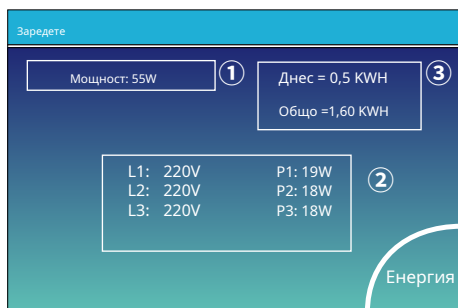 Заредете
Мощност: 55W
①
Днес = 0,5 KWH
③
Общо =1,60 KWH
L1: 220V P1: 19W
L2: 220V P2: 18W
②
L3: 220V P3: 18W
Енергия